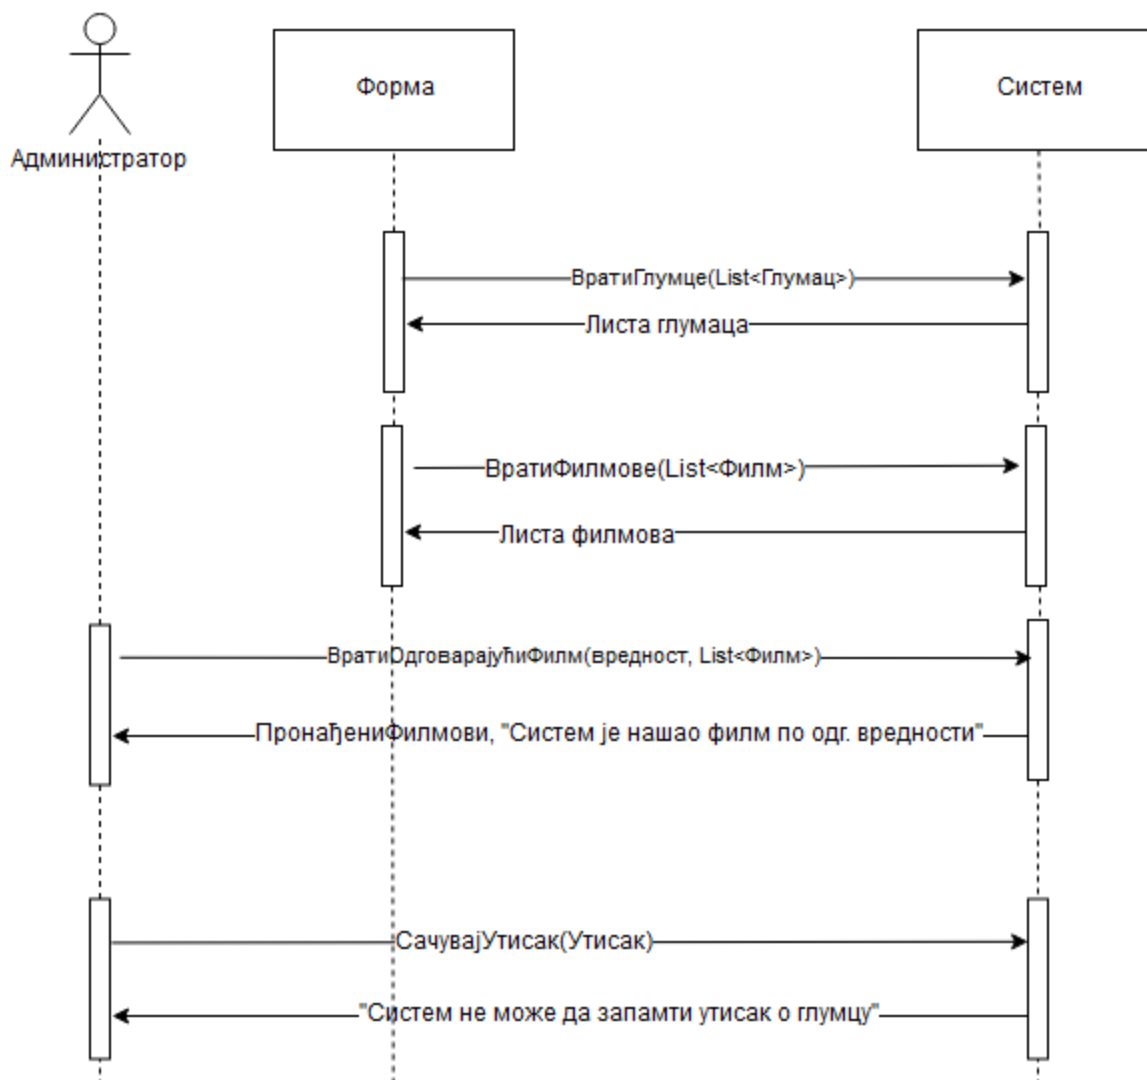 Форма
Систем
Администратор
ВратиГлумце(List<Глумац>)
Листа глумаца
ВратиФилмове(List<Филм>)
Листа филмова
ВратиОдговарајућиФилм(вредност, List<Филм>)
ПронађениФилмови, "Систем је нашао филм по одг. вредности"
СачувајУтисак(Утисак)
"Систем не може да запамти утисак о глумцу"